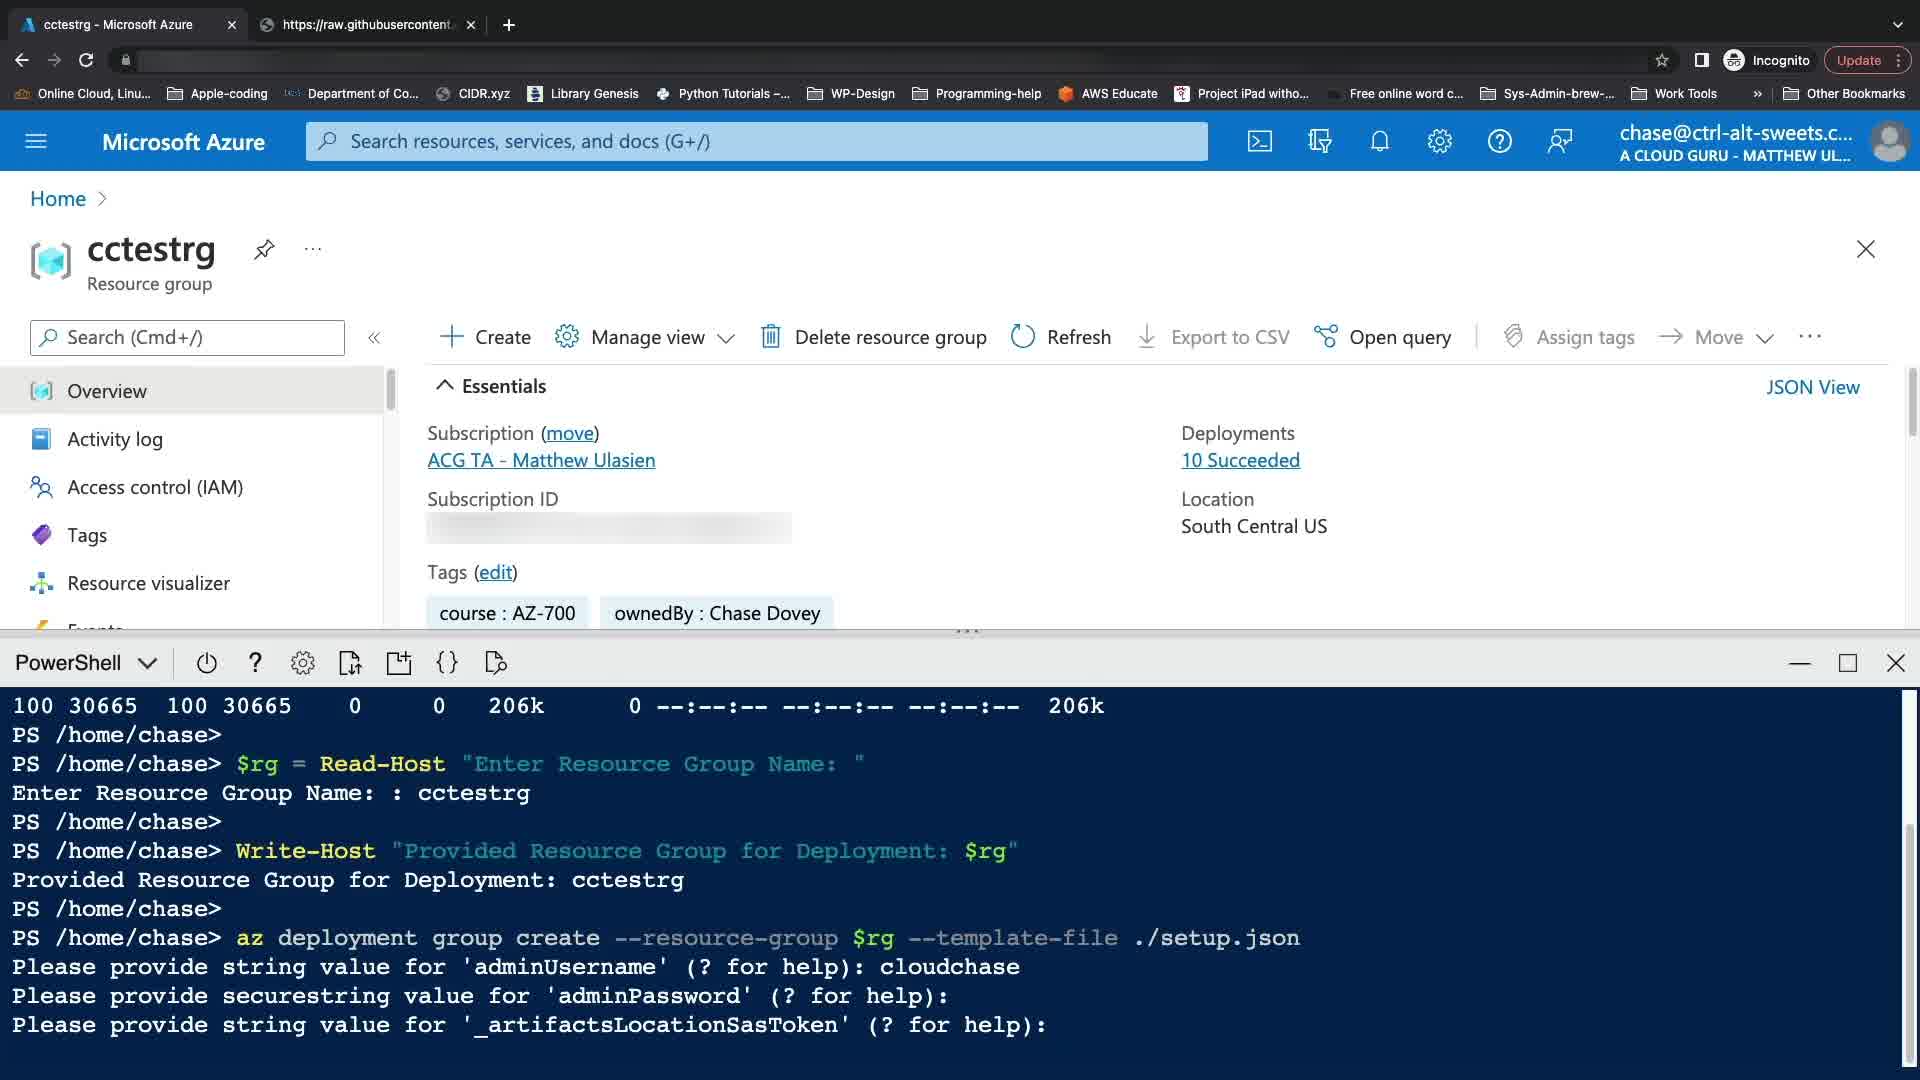 cctestrg - Microsoft Azure
https://raw.githubusercontent.
Incognito
Update
Online Cloud, Linu...
Apple-coding
Department of Co...
CIDR.xyz
Library Genesis
Python Tutorials –...
WP-Design
Programming-help
AWS Educate
Project iPad witho...
Free online word c...
Sys-Admin-brew-...
Work Tools
»
Other Bookmarks
Microsoft Azure
Search resources, services, and docs (G+/)
chase@ctrl-alt-sweets.c...
A CLOUD GURU - MATTHEW UL...
Home >
cctestrg
...
Resource group
Search (Cmd+/)
«
Create
Manage view
Delete resource group
Refresh
Export to CSV
Open query
Assign tags
Move
...
Overview
Activity log
Access control (IAM)
Tags
Resource visualizer
Events
Essentials
JSON View
Subscription (move)
ACG TA - Matthew Ulasien
Subscription ID
Deployments
10 Succeeded
Location
South Central US
Tags (edit)
course : AZ-700
ownedBy : Chase Dovey
PowerShell
?
{}
100 30665 100 30665 0 0 206k 0 --:--:-- --:--:-- --:--:-- 206k
PS /home/chase>
PS /home/chase> $rg = Read-Host "Enter Resource Group Name: "
Enter Resource Group Name: : cctestrg
PS /home/chase>
PS /home/chase> Write-Host "Provided Resource Group for Deployment: $rg"
Provided Resource Group for Deployment: cctestrg
PS /home/chase>
PS /home/chase> az deployment group create --resource-group $rg --template-file ./setup.json
Please provide string value for 'adminUsername' (? for help): cloudchase
Please provide securestring value for 'adminPassword' (? for help):
Please provide string value for '_artifactsLocationSasToken' (? for help):